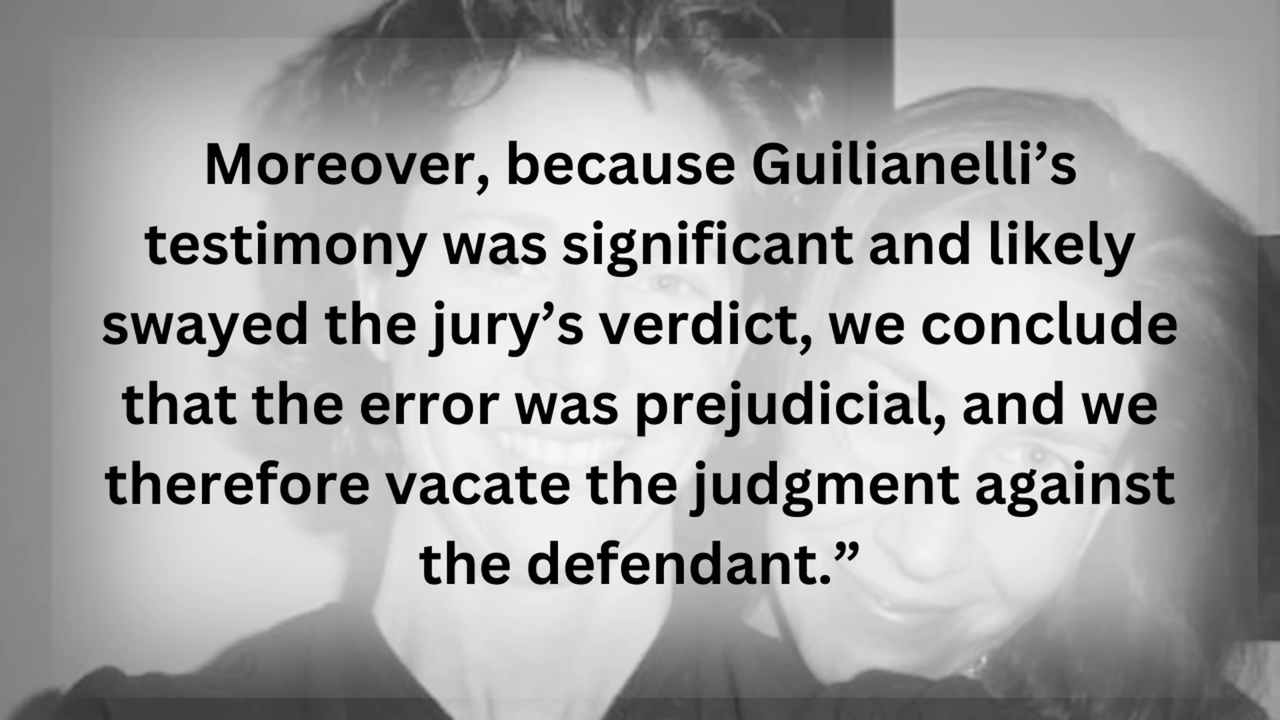 Moreover, because Guilianelli’s
testimony was significant and likely
swayed the jury’s verdict, we conclude
that the error was prejudicial, and we
therefore vacate the judgment against
the defendant.”